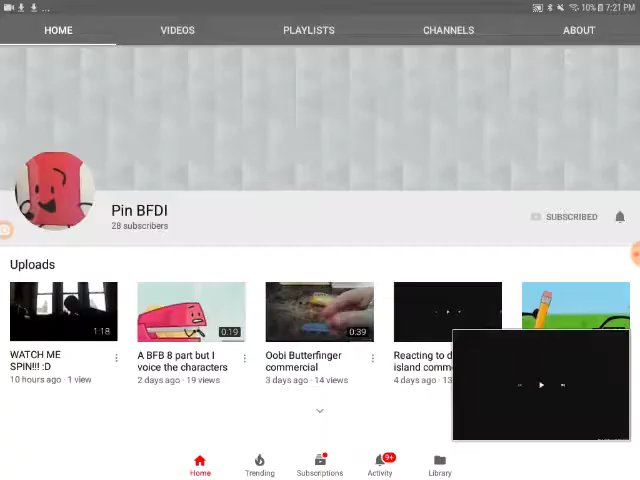 ... 10% 7:21 PM
HOME VIDEOS PLAYLISTS CHANNELS ABOUT
Pin BFDI
28 subscribers
SUBSCRIBED
Uploads
1:18 0:19 0:39
WATCH ME SPIN!!! :D
10 hours ago · 1 view
A BFB 8 part but I voice the characters
2 days ago · 19 views
Oobi Butterfinger commercial
3 days ago · 14 views
Reacting to d
island comm
4 days ago · 13
9+
Home Trending Subscriptions Activity Library